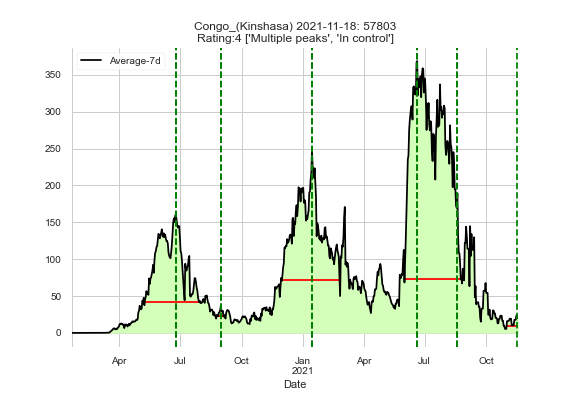 Congo_(Kinshasa) 2021-11-18: 57803
Rating:4 ['Multiple peaks', 'In control']
Average-7d
350
300
250
200
150
100
50
0
Apr Jul Oct Jan Apr Jul Oct
2021
Date